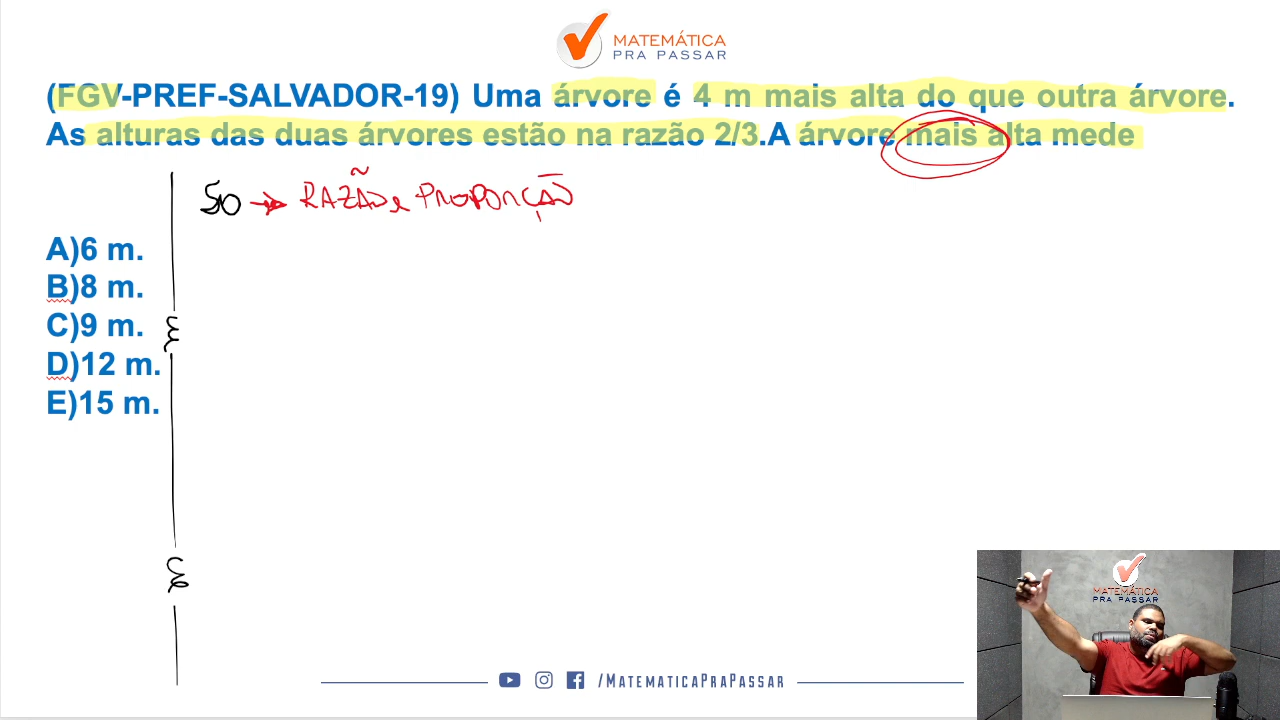 MATEMÁTICA
PRA PASSAR
(FGV-PREF-SALVADOR-19) Uma árvore é 4 m mais alta do que outra árvore.
As alturas das duas árvores estão na razão 2/3.A árvore mais alta mede
→ RAZÃO e PROPORÇÃO
A)6 m.
B)8 m.
C)9 m.
D)12 m.
E)15 m.
MATEMÁTICA
PRA PASSAR
/MATEMATICAPRAPASSAR